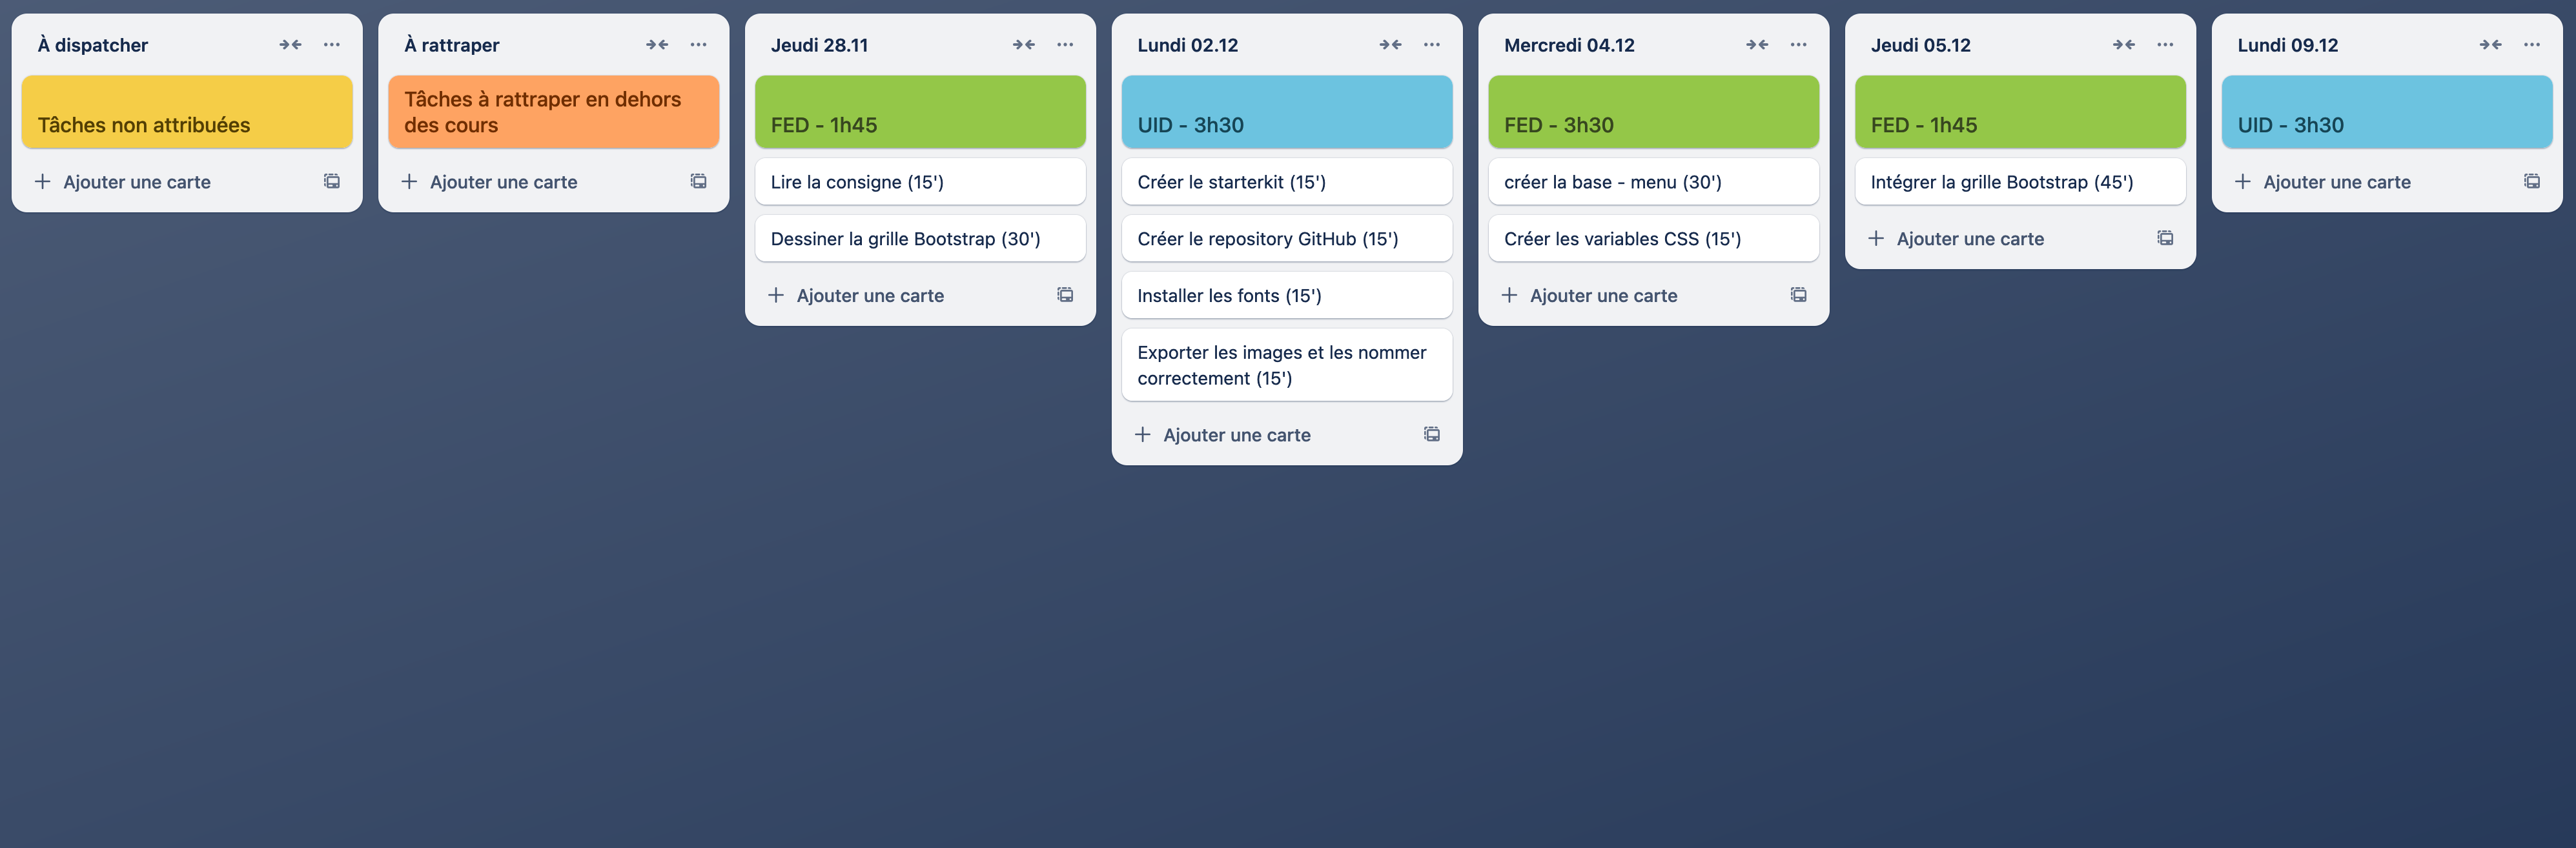 À dispatcher
Tâches non attribuées
Ajouter une carte
À rattraper
Tâches à rattraper en dehors
des cours
Ajouter une carte
Jeudi 28.11
FED - 1h45
Lire la consigne (15')
Dessiner la grille Bootstrap (30')
Ajouter une carte
Lundi 02.12
UID - 3h30
Créer le starterkit (15')
Créer le repository GitHub (15')
Installer les fonts (15')
Exporter les images et les nommer
correctement (15')
Ajouter une carte
Mercredi 04.12
FED - 3h30
créer la base - menu (30')
Créer les variables CSS (15')
Ajouter une carte
Jeudi 05.12
FED - 1h45
Intégrer la grille Bootstrap (45')
Ajouter une carte
Lundi 09.12
UID - 3h30
Ajouter une carte